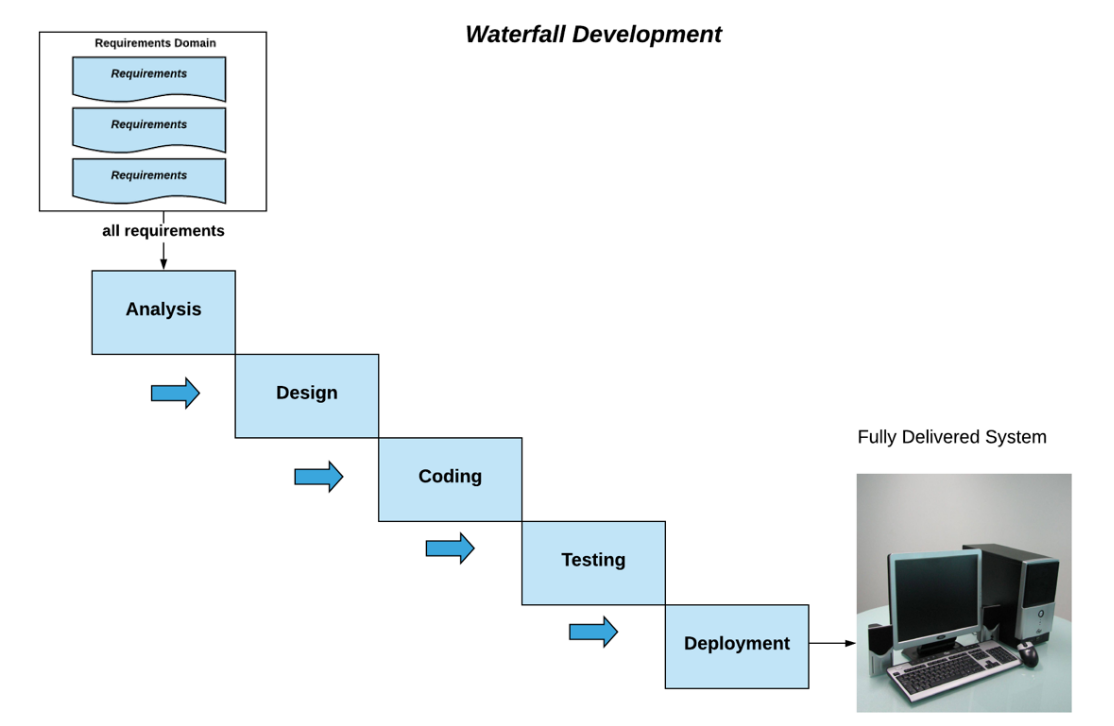 Waterfall Development
Requirements Domain
Requirements
Requirements
Requirements
all requirements
Analysis
Design
Coding
Testing
Deployment
Fully Delivered System